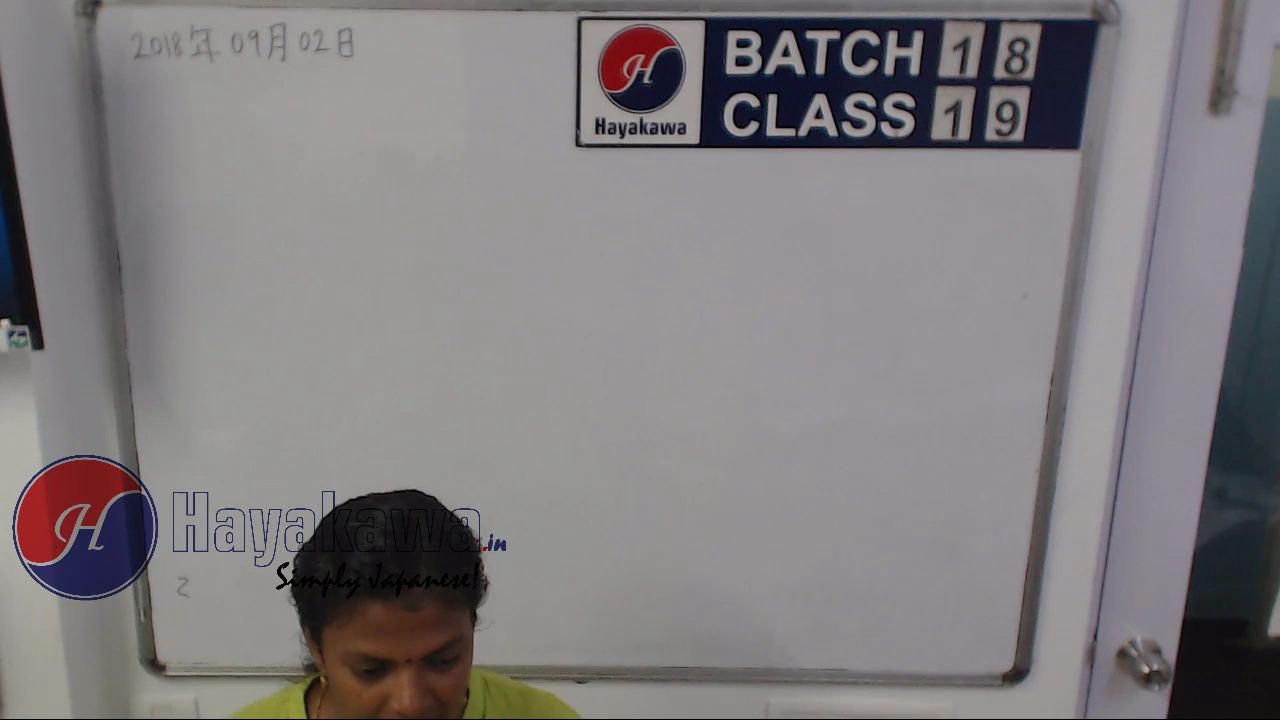 2018年 09月 02日
BATCH 18
CLASS 19
H
Hayakawa
H
Hayakawa.in
Simply Japanese!
2